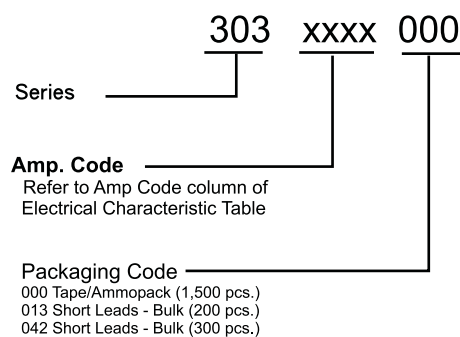 303 xxxx 000
Series
Amp. Code
Refer to Amp Code column of
Electrical Characteristic Table
Packaging Code
000 Tape/Ammopack (1,500 pcs.)
013 Short Leads - Bulk (200 pcs.)
042 Short Leads - Bulk (300 pcs.)